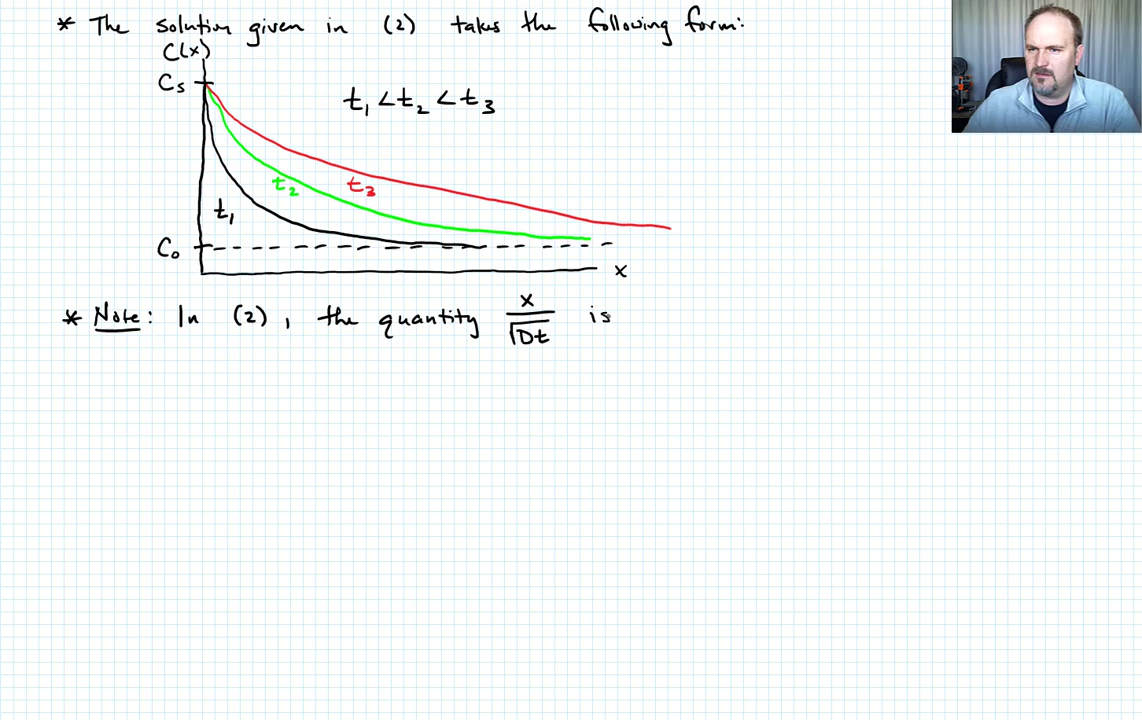 * The solution given in (2) takes the following form:
C(x)
Cs
t₁ < t₂ < t₃
t₂
t₃
t₁
C₀
x
* Note: In (2), the quantity x/√Dt is